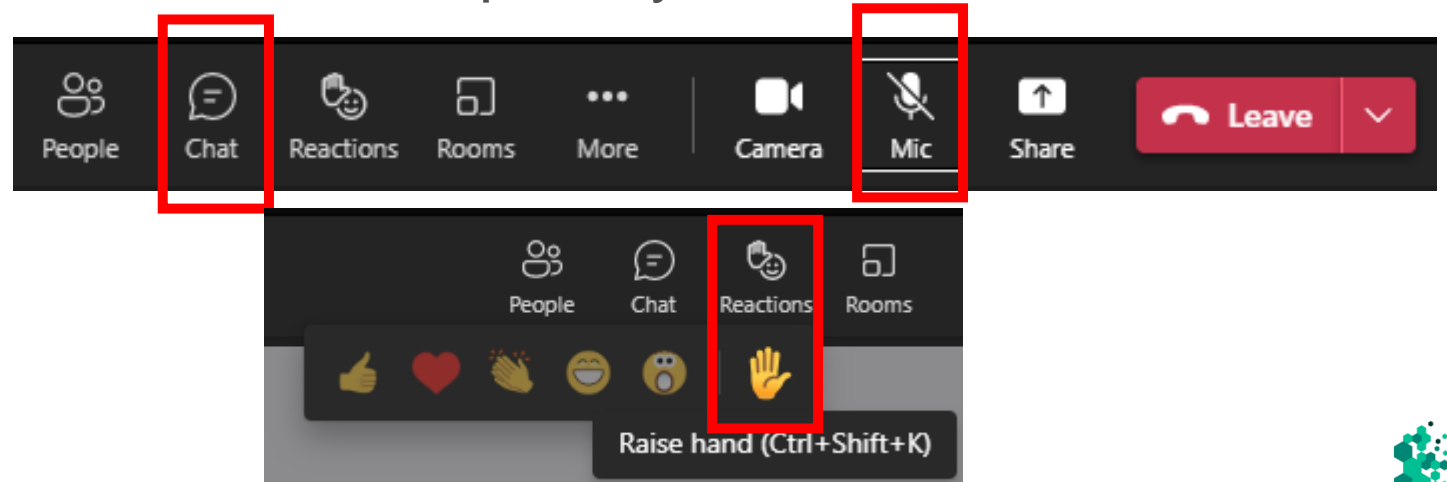 People Chat Reactions Rooms More Camera Mic Share Leave
People Chat Reactions Rooms
Raise hand (Ctrl+Shift+K)